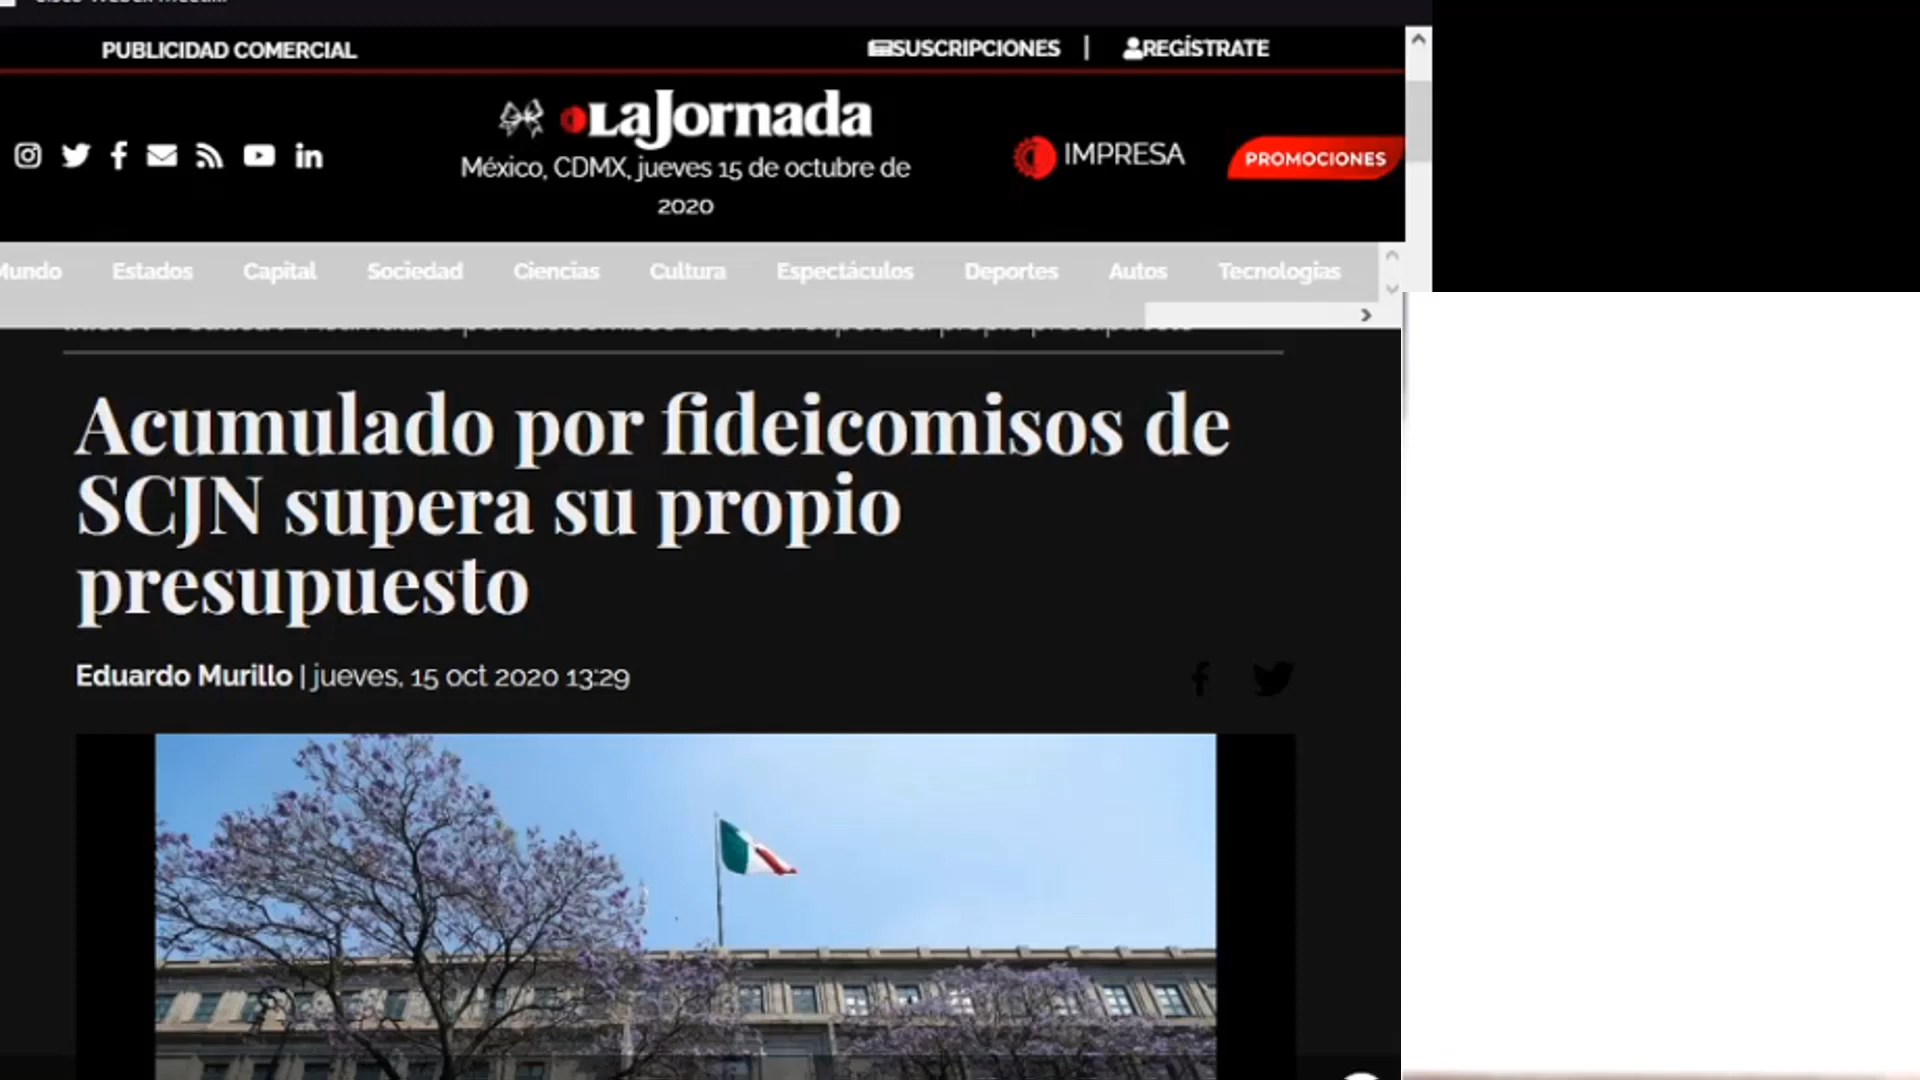 PUBLICIDAD COMERCIAL
SUSCRIPCIONES | REGÍSTRATE
LaJornada
México, CDMX, jueves 15 de octubre de
2020
IMPRESA
PROMOCIONES
Mundo Estados Capital Sociedad Ciencias Cultura Espectáculos Deportes Autos Tecnologías
Acumulado por fideicomisos de
SCJN supera su propio
presupuesto
Eduardo Murillo | jueves, 15 oct 2020 13:29